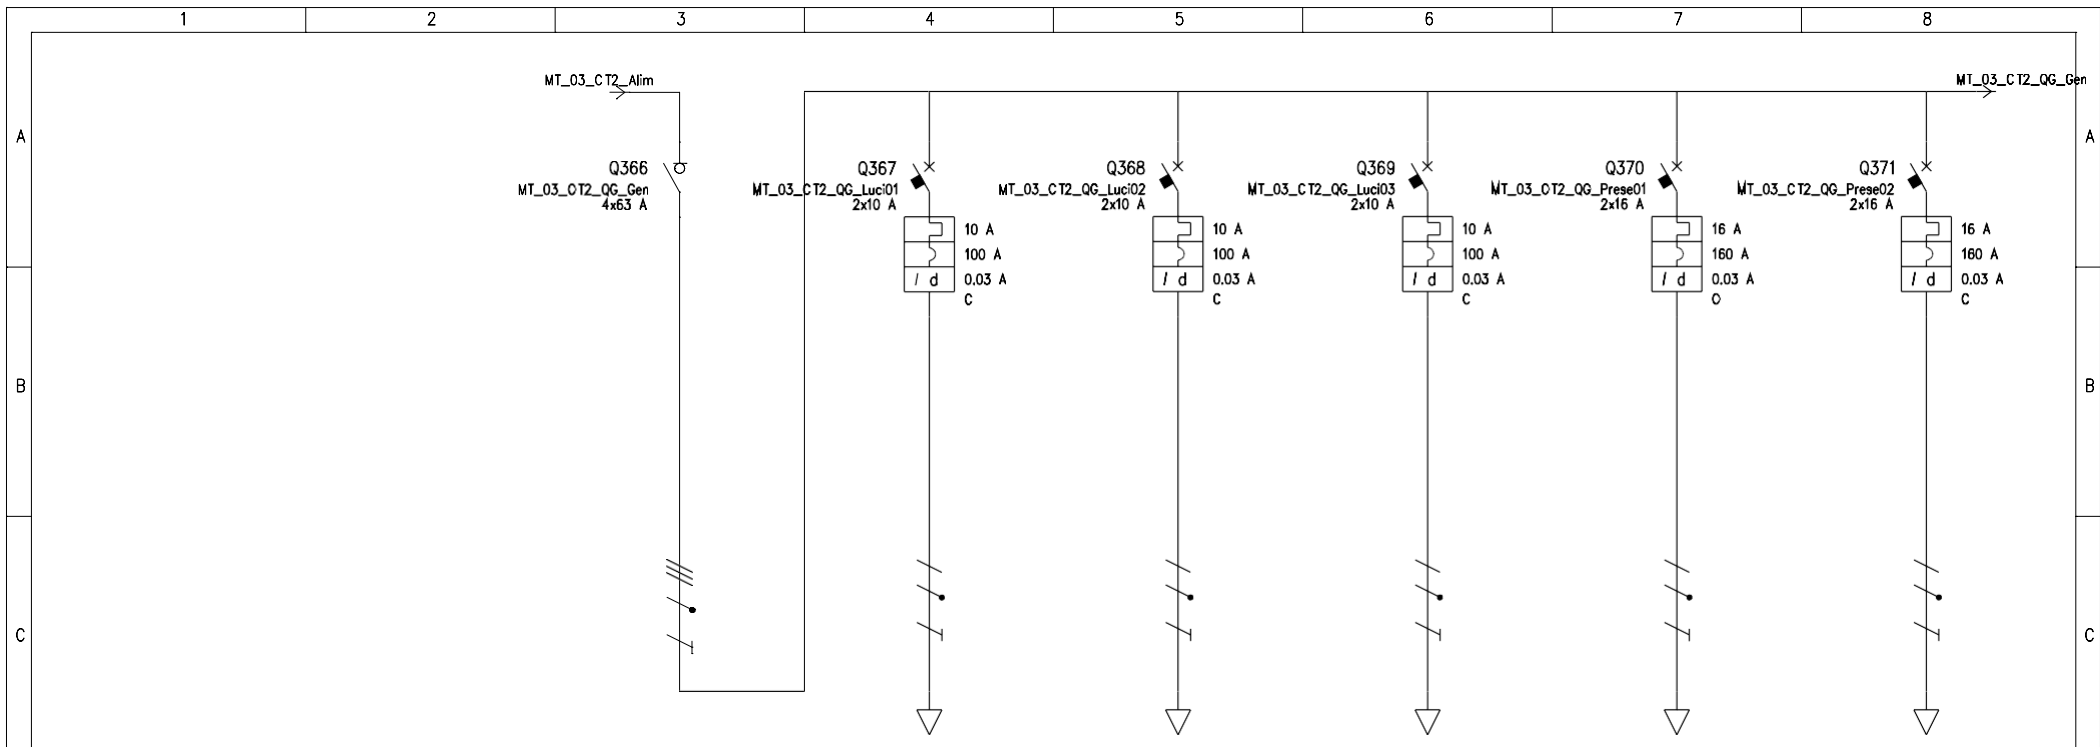 1 2 3 4 5 6 7 8
MT_03_CT2_Alim
MT_03_CT2_QG_Gen
A A
Q366
MT_03_CT2_QG_Gen
4x63 A
Q367
MT_03_CT2_QG_Luci01
2x10 A
10 A
100 A
I d 0.03 A
C
Q368
MT_03_CT2_QG_Luci02
2x10 A
10 A
100 A
I d 0.03 A
C
Q369
MT_03_CT2_QG_Luci03
2x10 A
10 A
100 A
I d 0.03 A
C
Q370
MT_03_CT2_QG_Prese01
2x16 A
16 A
160 A
I d 0.03 A
C
Q371
MT_03_CT2_QG_Prese02
2x16 A
16 A
160 A
I d 0.03 A
C
B B
C C